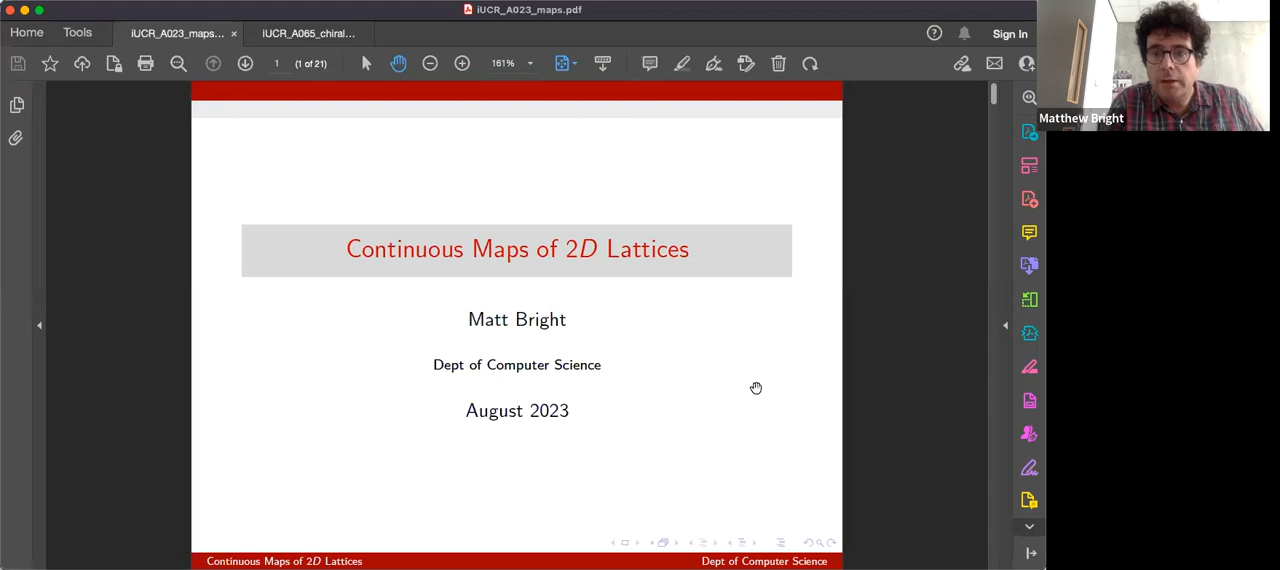 iUCR_A023_maps.pdf
Home
Tools
iUCR_A023_maps...
iUCR_A065_chiral...
Sign In
1
(1 of 21)
161%
Matthew Bright
Continuous Maps of 2D Lattices
Matt Bright
Dept of Computer Science
August 2023
Continuous Maps of 2D Lattices
Dept of Computer Science